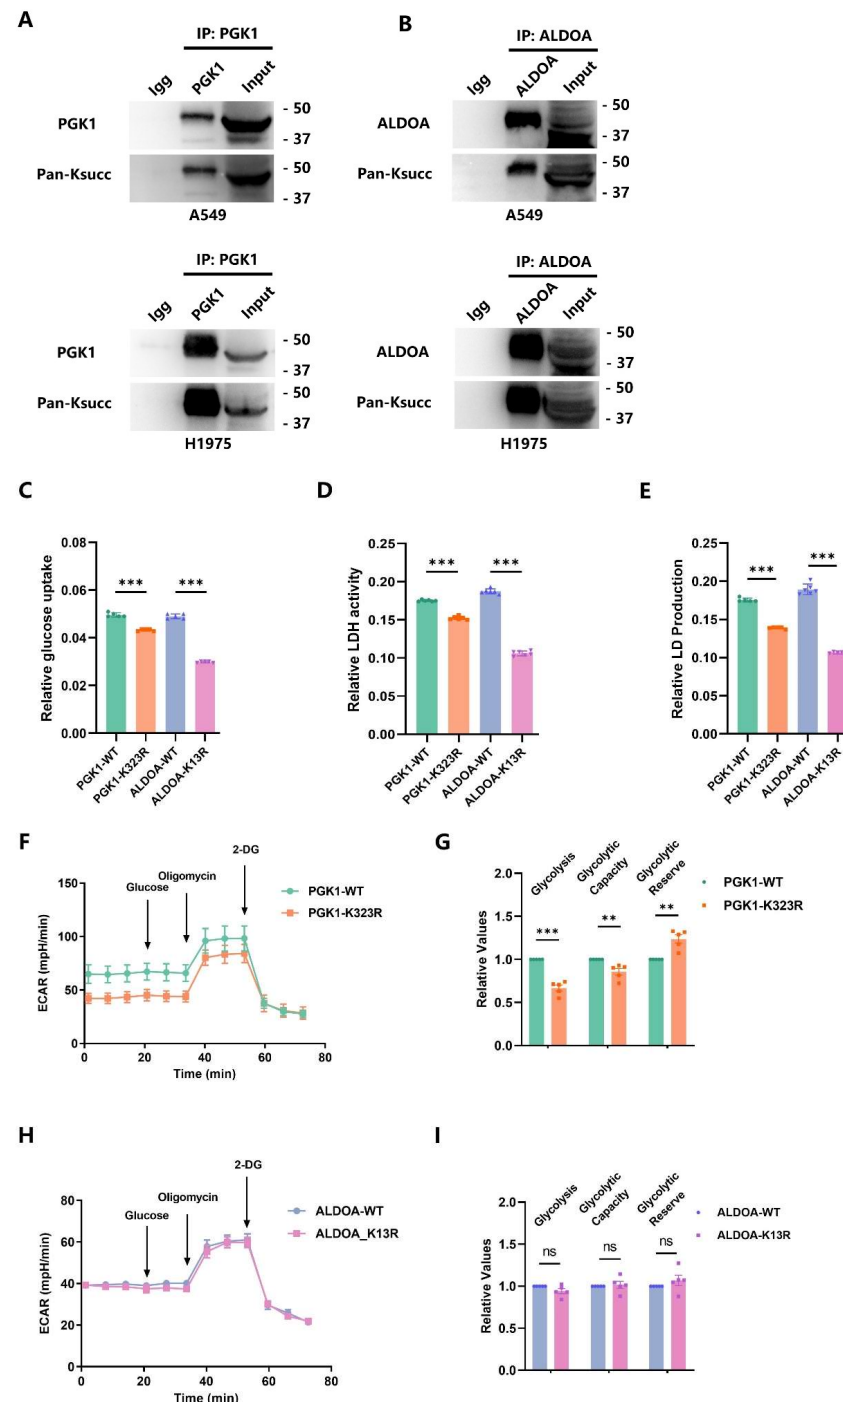 A
IP: PGK1
Igg
PGK1
Input
PGK1
- 50
- 37
Pan-Ksucc
- 50
- 37
A549
IP: PGK1
Igg
PGK1
Input
PGK1
- 50
- 37
Pan-Ksucc
- 50
- 37
H1975
B
IP: ALDOA
Igg
ALDOA
Input
ALDOA
- 50
- 37
Pan-Ksucc
- 50
- 37
A549
IP: ALDOA
Igg
ALDOA
Input
ALDOA
- 50
- 37
Pan-Ksucc
- 50
- 37
H1975
C
Relative glucose uptake
0.08
0.06
0.04
0.02
0.00
***
***
PGK1-WT
PGK1-K323R
ALDOA-WT
ALDOA-K13R
D
Relative LDH activity
0.25
0.20
0.15
0.10
0.05
0.00
***
***
PGK1-WT
PGK1-K323R
ALDOA-WT
ALDOA-K13R
E
Relative LD Production
0.25
0.20
0.15
0.10
0.05
0.00
***
***
PGK1-WT
PGK1-K323R
ALDOA-WT
ALDOA-K13R
F
2-DG
Oligomycin
Glucose
PGK1-WT
PGK1-K323R
ECAR (mpH/min)
150
100
50
0
0 20 40 60 80
Time (min)
G
Glycolysis
Glycolytic
Capacity
Glycolytic
Reserve
PGK1-WT
PGK1-K323R
Relative Values
2.0
1.5
1.0
0.5
0.0
***
**
**
H
2-DG
Oligomycin
Glucose
ALDOA-WT
ALDOA_K13R
ECAR (mpH/min)
80
60
40
20
0
0 20 40 60 80
Time (min)
I
Glycolysis
Glycolytic
Capacity
Glycolytic
Reserve
ALDOA-WT
ALDOA-K13R
Relative Values
2.0
1.5
1.0
0.5
0.0
ns
ns
ns